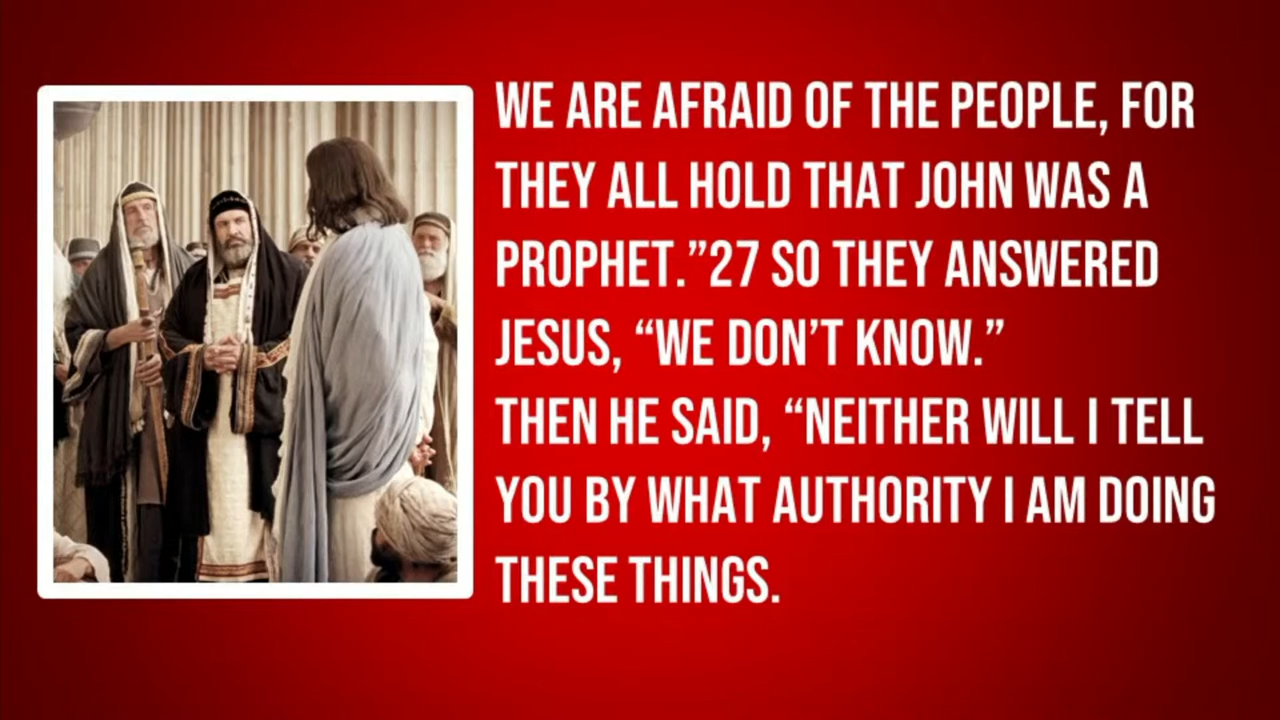 WE ARE AFRAID OF THE PEOPLE, FOR
THEY ALL HOLD THAT JOHN WAS A
PROPHET.”27 SO THEY ANSWERED
JESUS, “WE DON’T KNOW.”
THEN HE SAID, “NEITHER WILL I TELL
YOU BY WHAT AUTHORITY I AM DOING
THESE THINGS.